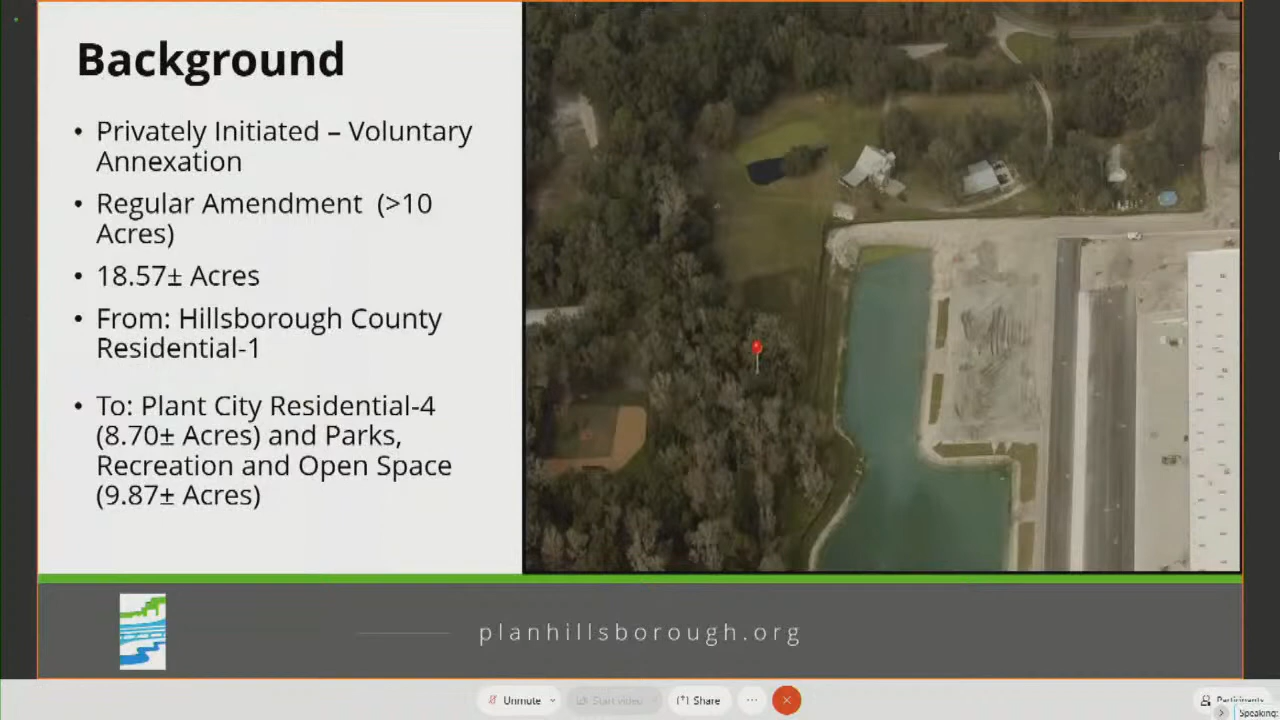 Background
• Privately Initiated – Voluntary
Annexation
• Regular Amendment (>10
Acres)
• 18.57± Acres
• From: Hillsborough County
Residential-1
• To: Plant City Residential-4
(8.70± Acres) and Parks,
Recreation and Open Space
(9.87± Acres)
planhillsborough.org
Unmute
Start video
Share
Participants
Speaking: